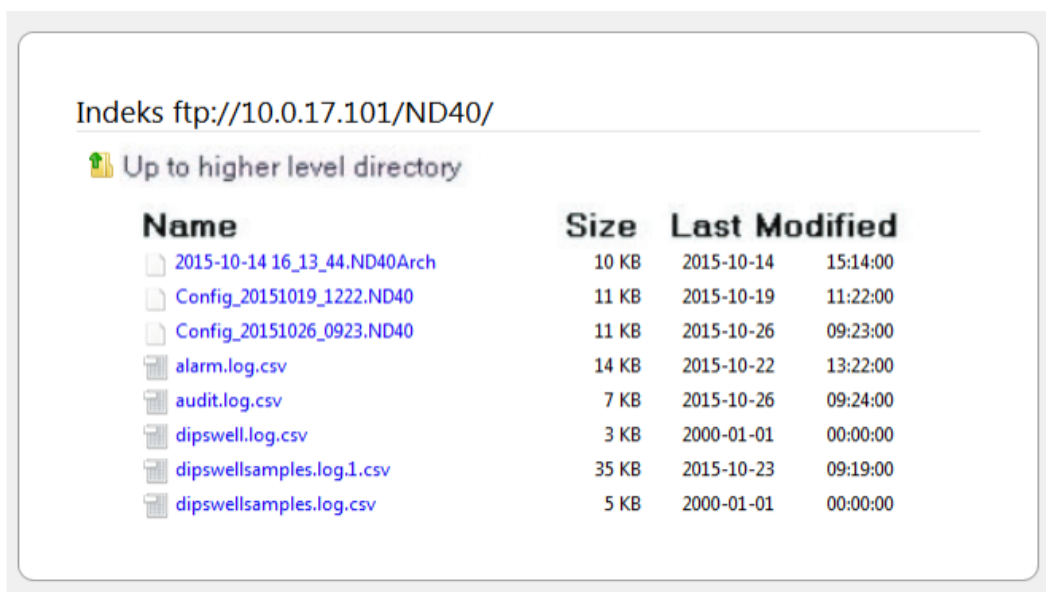 Indeks ftp://10.0.17.101/ND40/
Up to higher level directory
Name Size Last Modified
2015-10-14 16_13_44.ND40Arch 10 KB 2015-10-14 15:14:00
Config_20151019_1222.ND40 11 KB 2015-10-19 11:22:00
Config_20151026_0923.ND40 11 KB 2015-10-26 09:23:00
alarm.log.csv 14 KB 2015-10-22 13:22:00
audit.log.csv 7 KB 2015-10-26 09:24:00
dipswell.log.csv 3 KB 2000-01-01 00:00:00
dipswellsamples.log.1.csv 35 KB 2015-10-23 09:19:00
dipswellsamples.log.csv 5 KB 2000-01-01 00:00:00